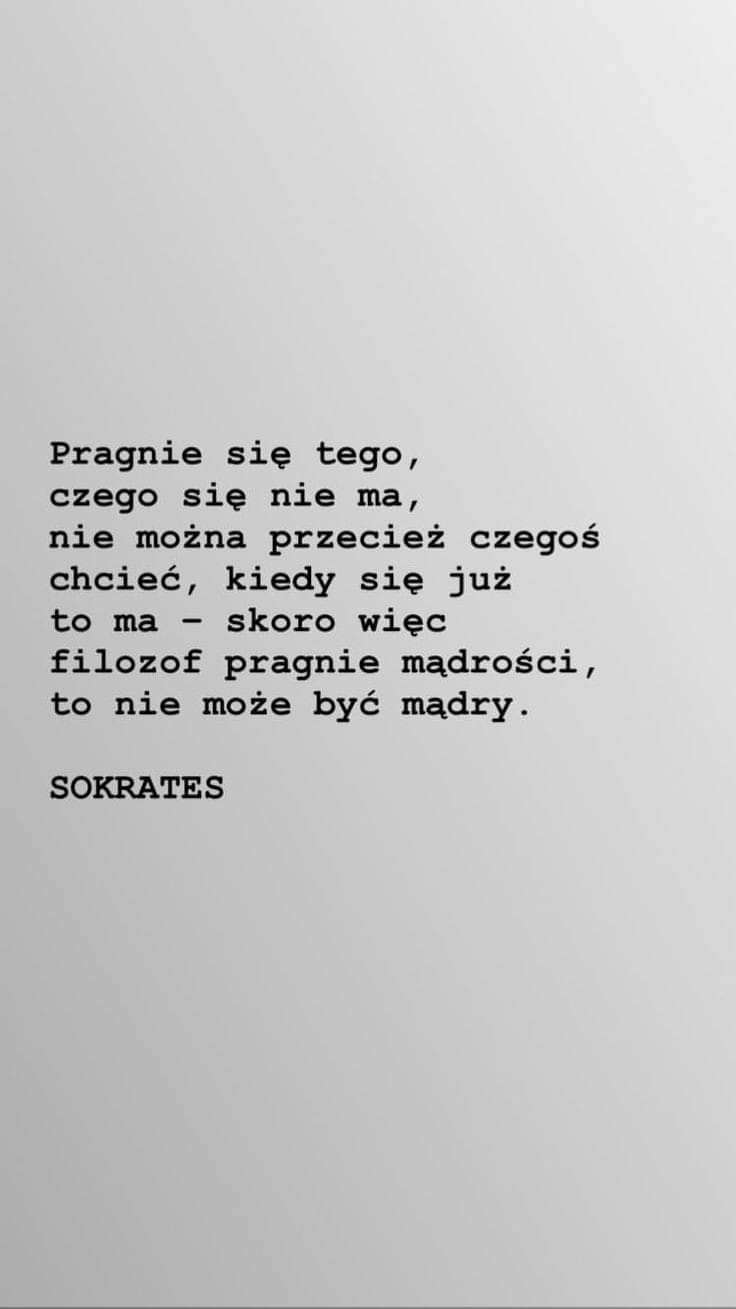 Pragnie się tego,
czego się nie ma,
nie można przecież czegoś
chcieć, kiedy się już
to ma – skoro więc
filozof pragnie mądrości,
to nie może być mądry.
SOKRATES